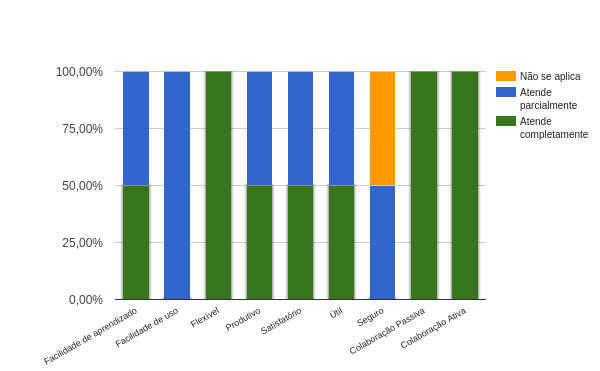 100,00%
75,00%
50,00%
25,00%
0,00%
Facilidade de aprendizado
Facilidade de uso
Flexível
Produtivo
Satisfatório
Útil
Seguro
Colaboração Passiva
Colaboração Ativa
Não se aplica
Atende
parcialmente
Atende
completamente